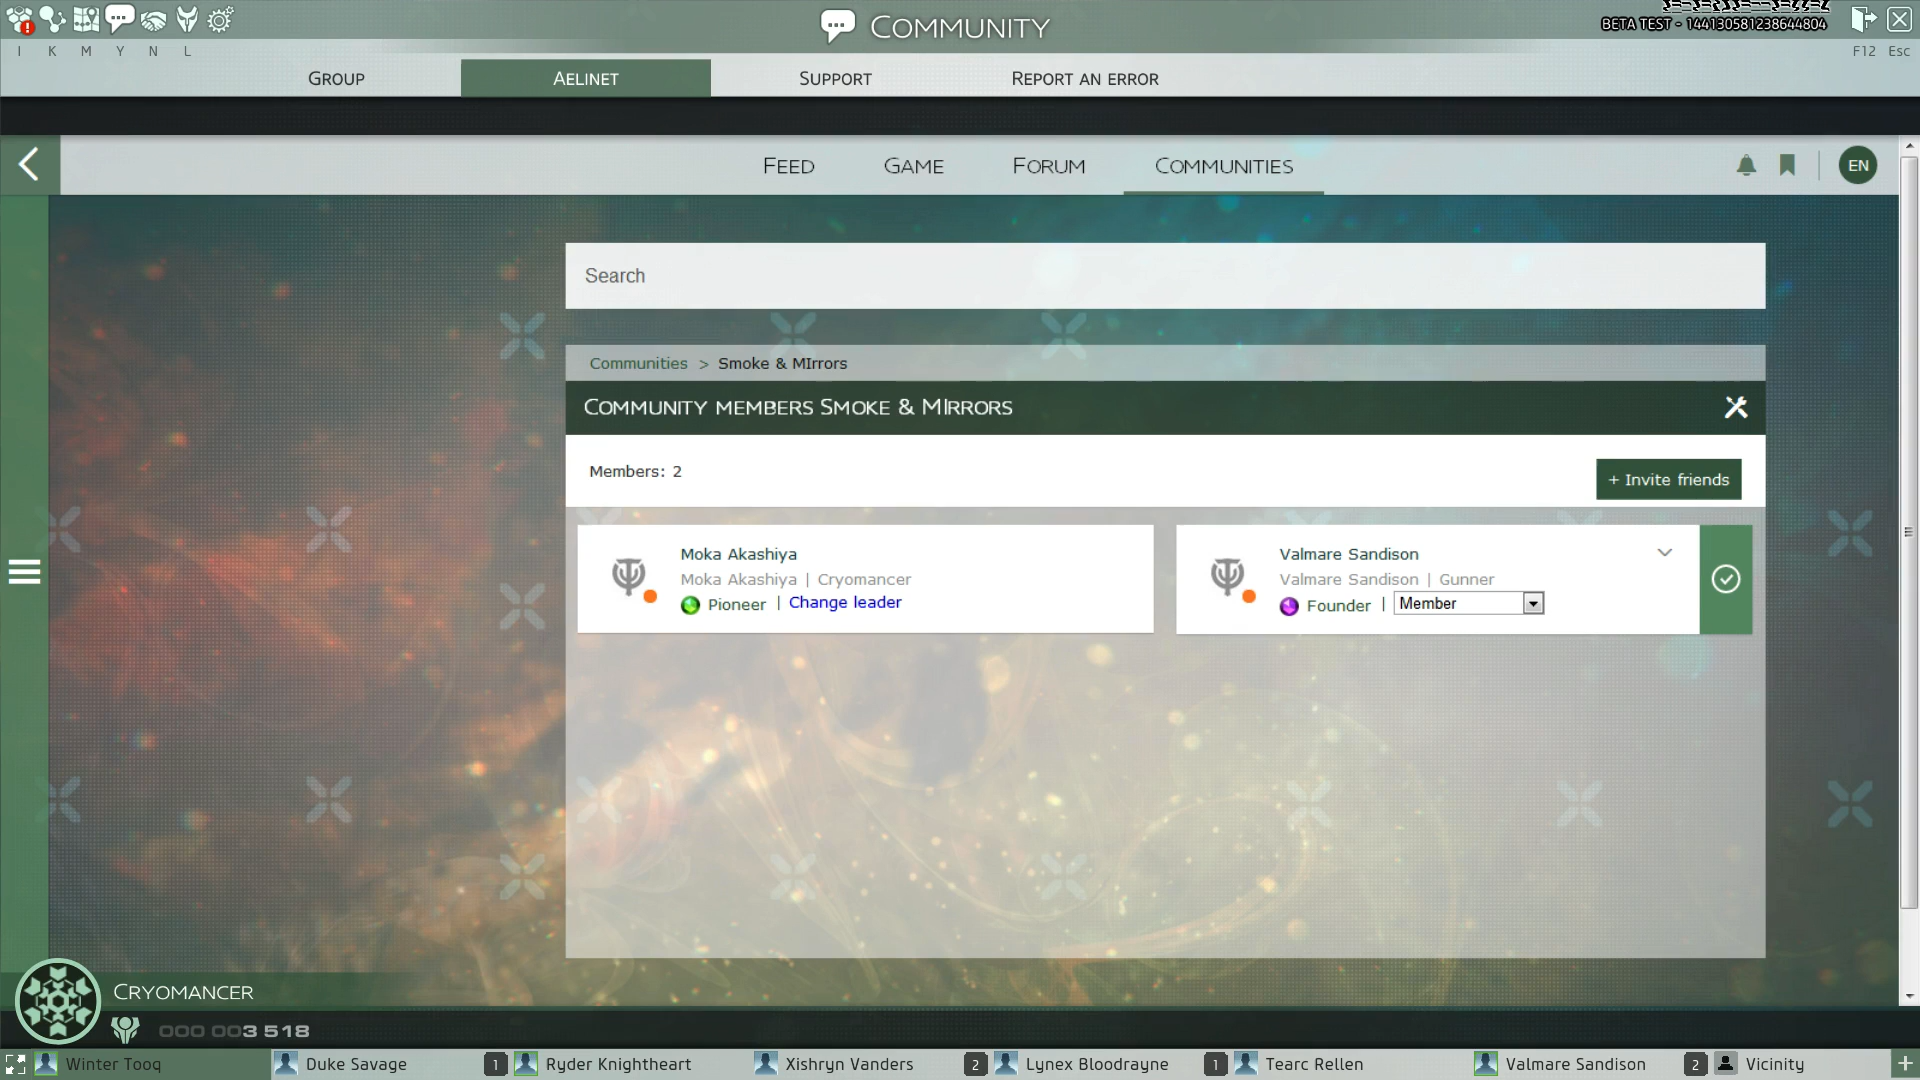 COMMUNITY
BETA TEST - 144130581238644804
I K M Y N L
F12 Esc
GROUP AELINET SUPPORT REPORT AN ERROR
FEED GAME FORUM COMMUNITIES
EN
Search
Communities > Smoke & MIrrors
COMMUNITY MEMBERS SMOKE & MIRRORS
Members: 2
+ Invite friends
Moka Akashiya
Moka Akashiya | Cryomancer
Pioneer | Change leader
Valmare Sandison
Valmare Sandison | Gunner
Founder | Member
CRYOMANCER
000 003 518
Winter Tooq
Duke Savage
1 Ryder Knightheart
Xishryn Vanders
2 Lynex Bloodrayne
1 Tearc Rellen
Valmare Sandison
2 Vicinity